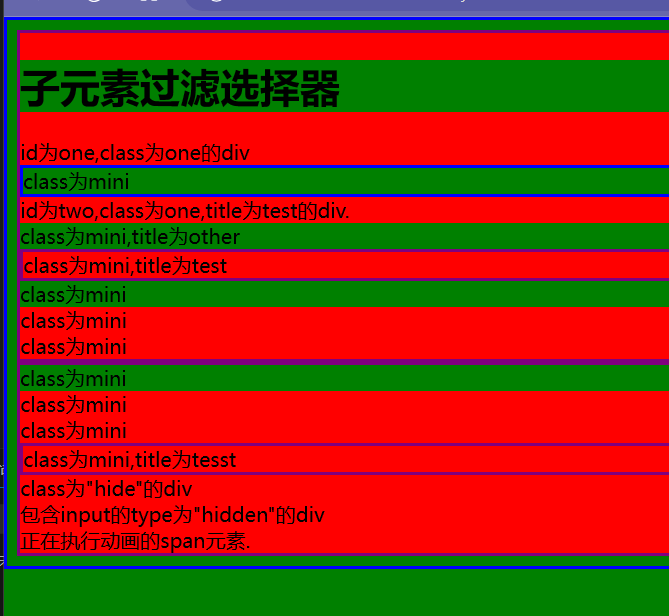 子元素过滤选择器
id为one,class为one的div
class为mini
id为two,class为one,title为test的div.
class为mini,title为other
class为mini,title为test
class为mini
class为mini
class为mini
class为mini
class为mini
class为mini
class为mini,title为tesst
class为"hide"的div
包含input的type为"hidden"的div
正在执行动画的span元素.